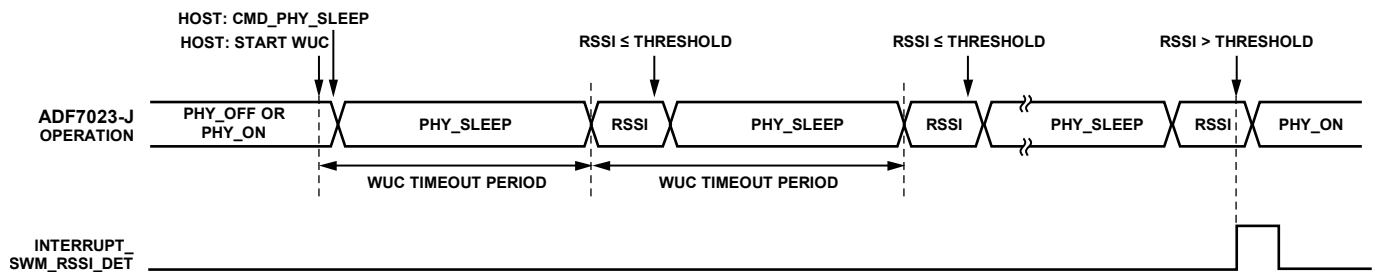 HOST: CMD_PHY_SLEEP
HOST: START WUC
RSSI ≤ THRESHOLD
RSSI ≤ THRESHOLD
RSSI > THRESHOLD
ADF7023-J
OPERATION
PHY_OFF OR
PHY_ON
PHY_SLEEP
RSSI
PHY_SLEEP
RSSI
PHY_SLEEP
RSSI
PHY_ON
WUC TIMEOUT PERIOD
WUC TIMEOUT PERIOD
INTERRUPT_
SWM_RSSI_DET